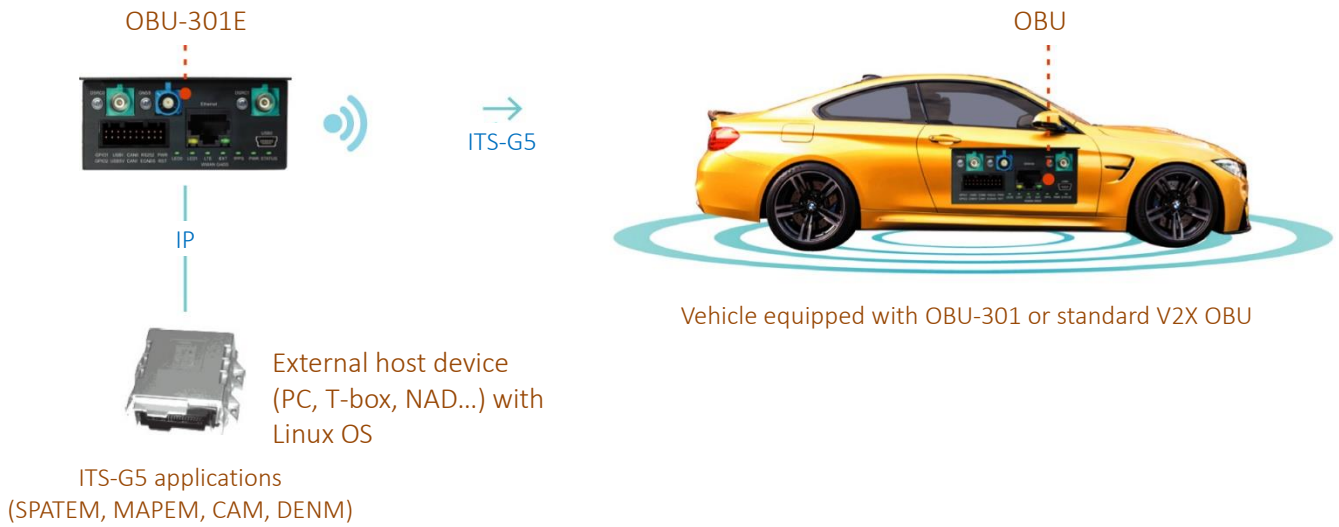 OBU-301E
OBU
Ethernet
ITS-G5
IP
Vehicle equipped with OBU-301 or standard V2X OBU
External host device
(PC, T-box, NAD...) with
Linux OS
ITS-G5 applications
(SPATEM, MAPEM, CAM, DENM)